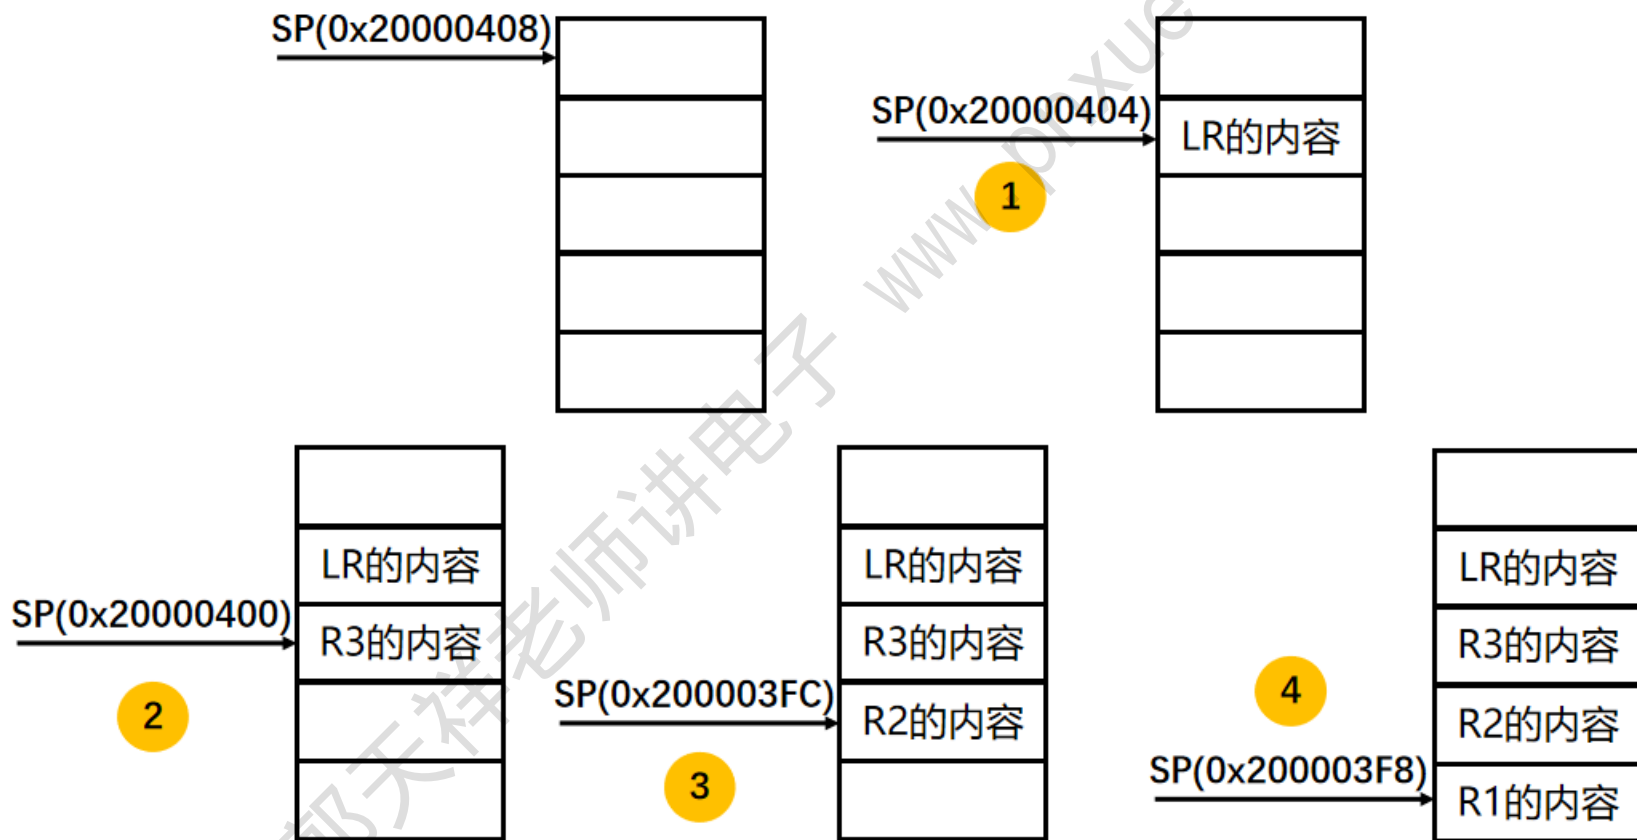 SP(0x20000408)
SP(0x20000404)
LR的内容
1
LR的内容
SP(0x20000400)
R3的内容
2
LR的内容
R3的内容
SP(0x200003FC)
R2的内容
3
LR的内容
R3的内容
4
R2的内容
SP(0x200003F8)
R1的内容
天祥老师讲电子 www.